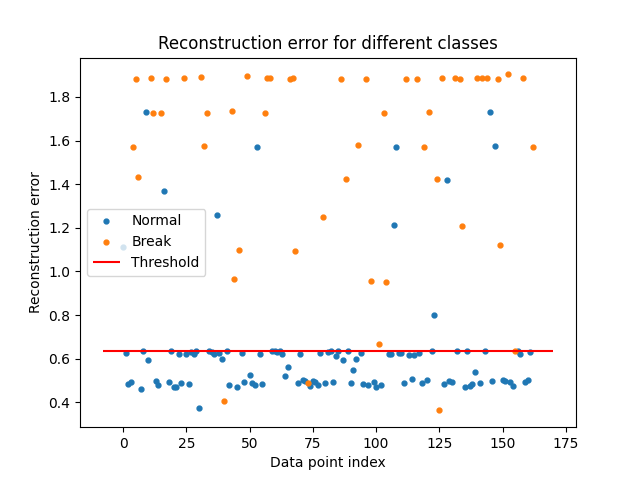 Reconstruction error for different classes
Reconstruction error
1.8
1.6
1.4
1.2
1.0
0.8
0.6
0.4
Normal
Break
Threshold
0 25 50 75 100 125 150 175
Data point index